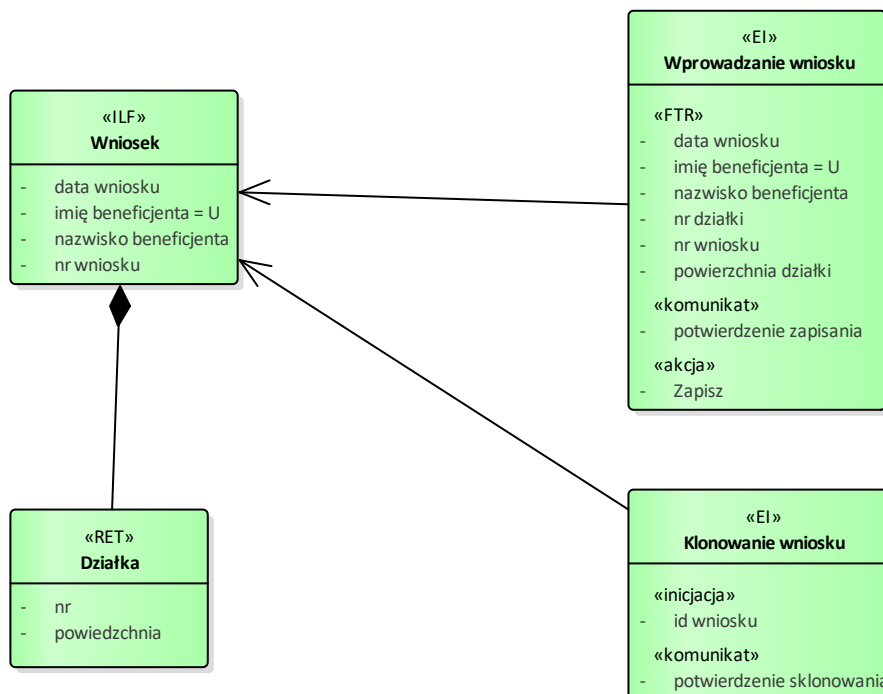 «ILF»
Wniosek
- data wniosku
- imię beneficjenta = U
- nazwisko beneficjenta
- nr wniosku
«RET»
Działka
- nr
- powiedzchnia
«EI»
Wprowadzanie wniosku
«FTR»
- data wniosku
- imię beneficjenta = U
- nazwisko beneficjenta
- nr działki
- nr wniosku
- powierzchnia działki
«komunikat»
- potwierdzenie zapisania
«akcja»
- Zapisz
«EI»
Klonowanie wniosku
«inicjacja»
- id wniosku
«komunikat»
- potwierdzenie sklonowania